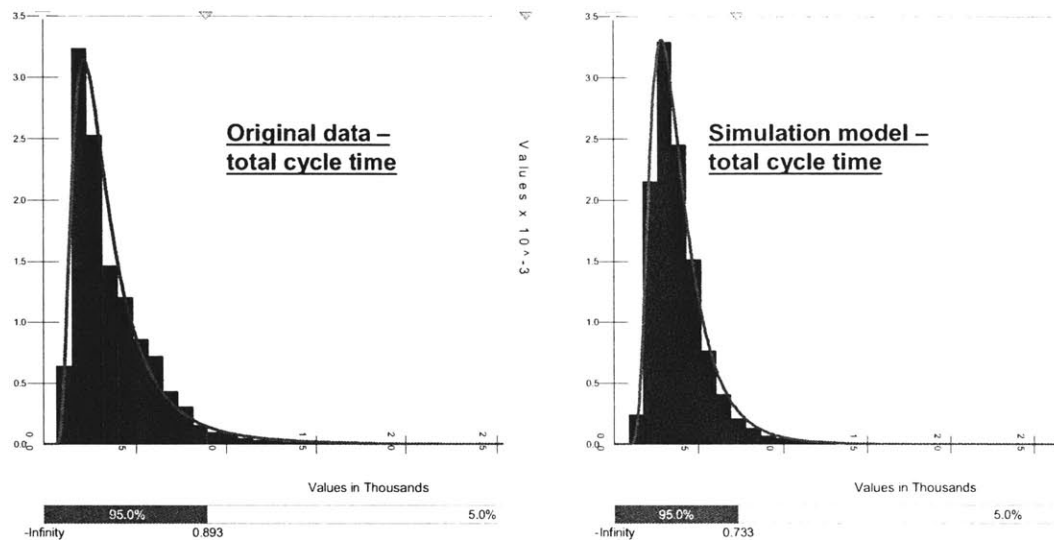 3.5
3.0
2.5
2.0
1.5
1.0
0.5
0.0
Original data –
total cycle time
Values in Thousands
95.0%
5.0%
-Infinity
0.893
Values x 10^-3
3.5
3.0
2.5
2.0
1.5
1.0
0.5
0.0
Simulation model –
total cycle time
Values in Thousands
95.0%
5.0%
-Infinity
0.733